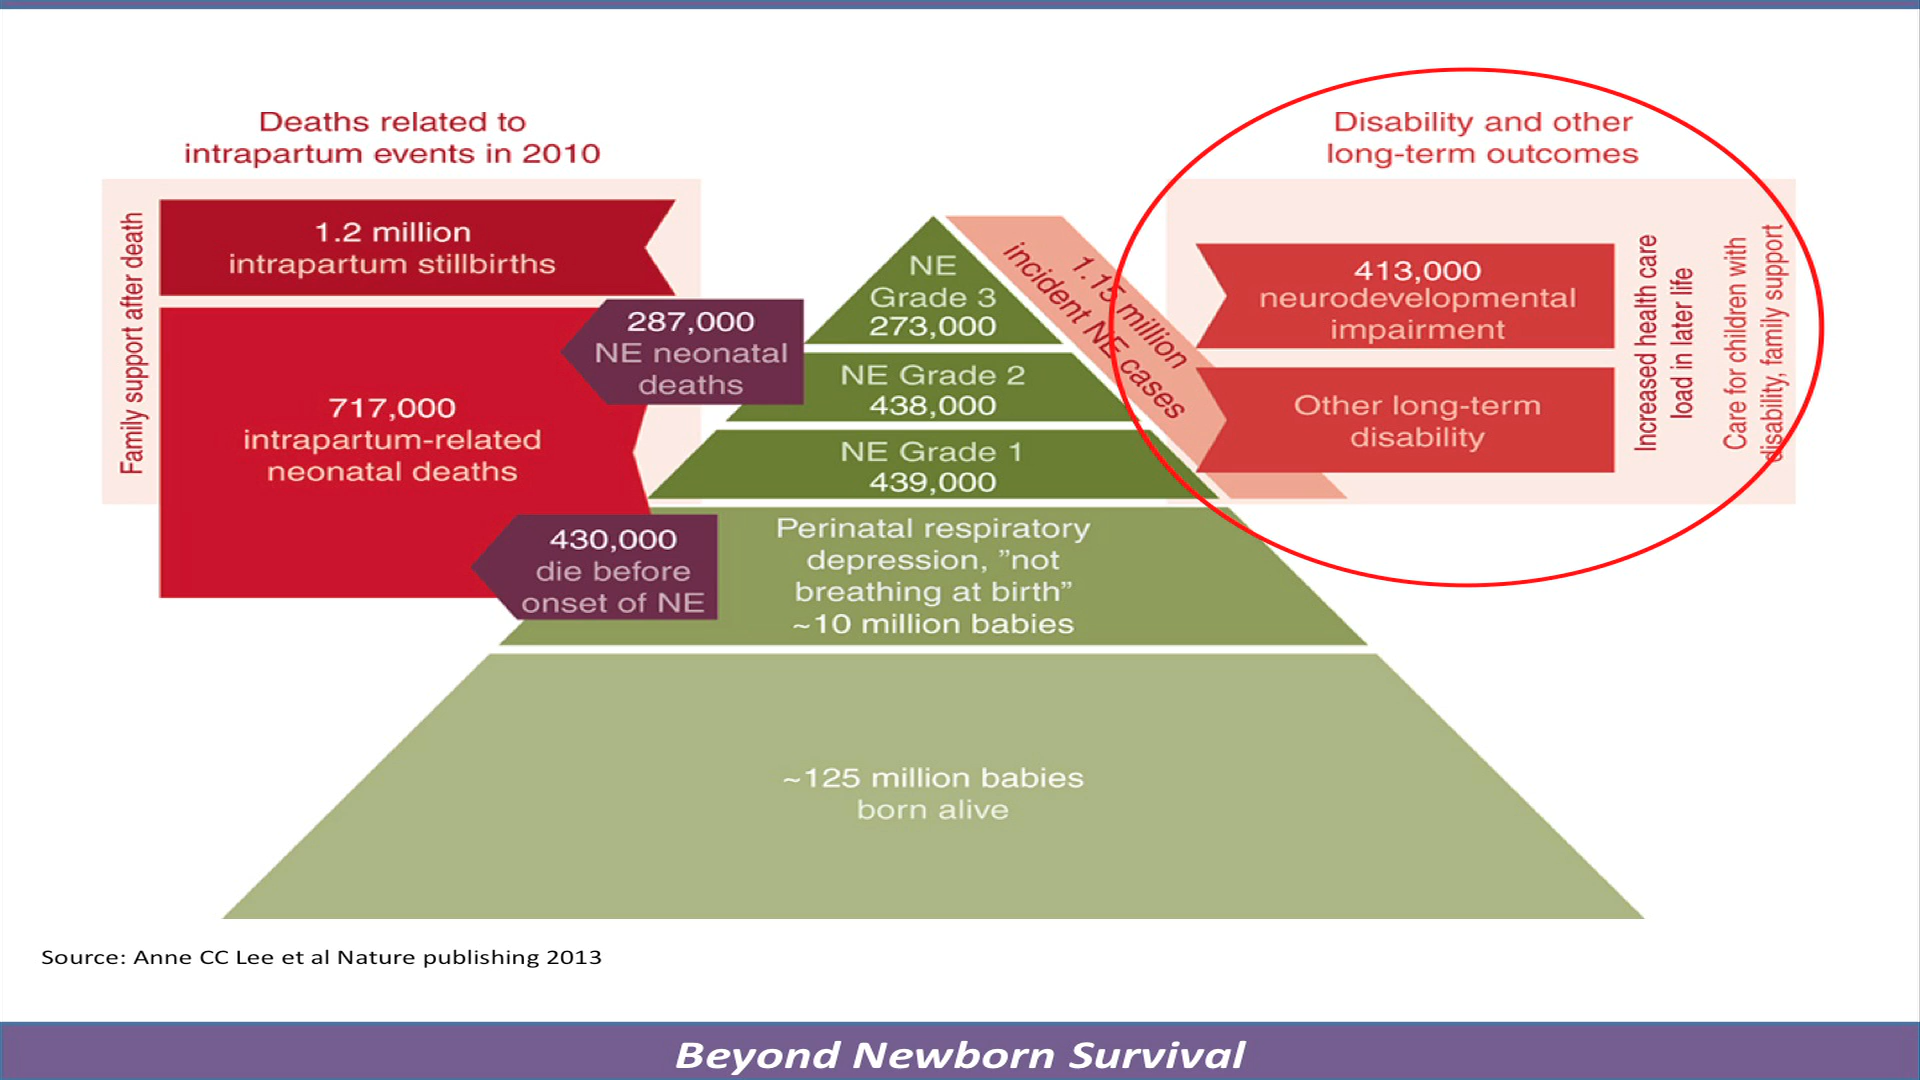 Deaths related to
intrapartum events in 2010
Family support after death
1.2 million
intrapartum stillbirths
717,000
intrapartum-related
neonatal deaths
287,000
NE neonatal
deaths
430,000
die before
onset of NE
NE
Grade 3
273,000
NE Grade 2
438,000
NE Grade 1
439,000
Perinatal respiratory
depression, ”not
breathing at birth”
~10 million babies
~125 million babies
born alive
1.15 million
incident NE cases
Disability and other
long-term outcomes
413,000
neurodevelopmental
impairment
Other long-term
disability
Increased health care
load in later life
Care for children with
disability, family support
Source: Anne CC Lee et al Nature publishing 2013
Beyond Newborn Survival